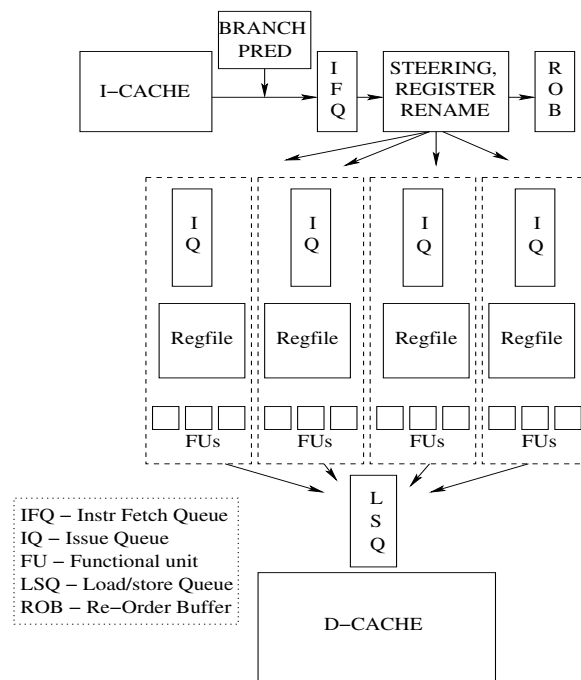 BRANCH
PRED
I−CACHE
I
F
Q
STEERING,
REGISTER
RENAME
R
O
B
I
Q
I
Q
I
Q
I
Q
Regfile
Regfile
Regfile
Regfile
FUs
FUs
FUs
FUs
L
S
Q
IFQ − Instr Fetch Queue
IQ − Issue Queue
FU − Functional unit
LSQ − Load/store Queue
ROB − Re−Order Buffer
D−CACHE